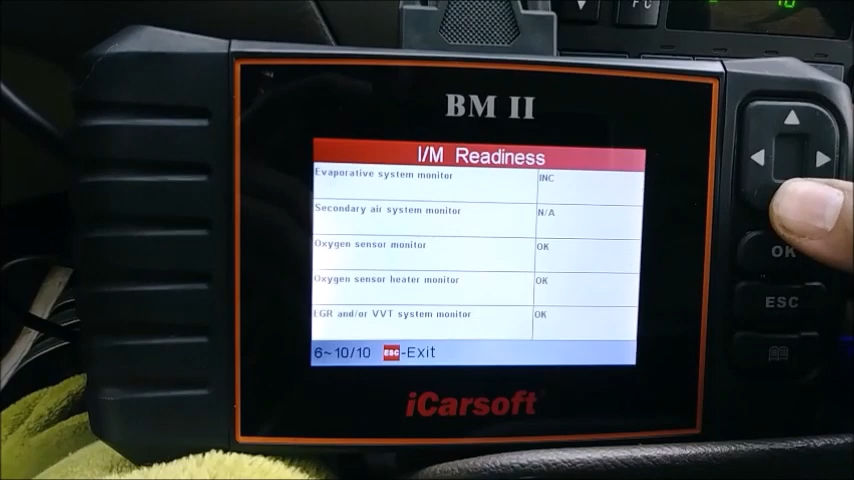 FC
BM II
I/M Readiness
Evaporative system monitor INC
Secondary air system monitor N/A
Oxygen sensor monitor OK
Oxygen sensor heater monitor OK
EGR and/or VVT system monitor OK
6~10/10 ESC-Exit
iCarsoft
OK
ESC